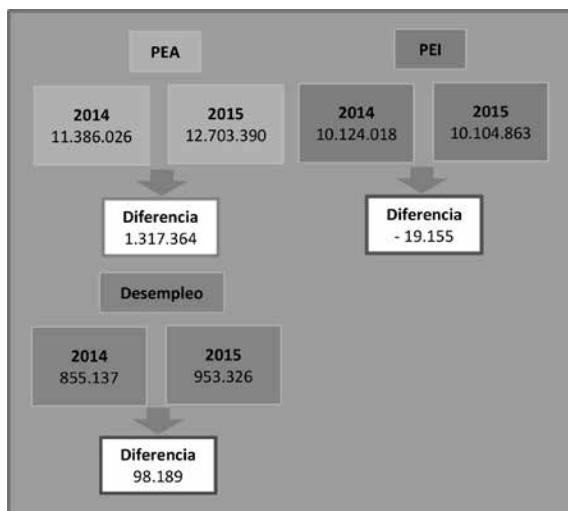 PEA
PEI
2014
11.386.026
2015
12.703.390
2014
10.124.018
2015
10.104.863
Diferencia
1.317.364
Diferencia
- 19.155
Desempleo
2014
855.137
2015
953.326
Diferencia
98.189